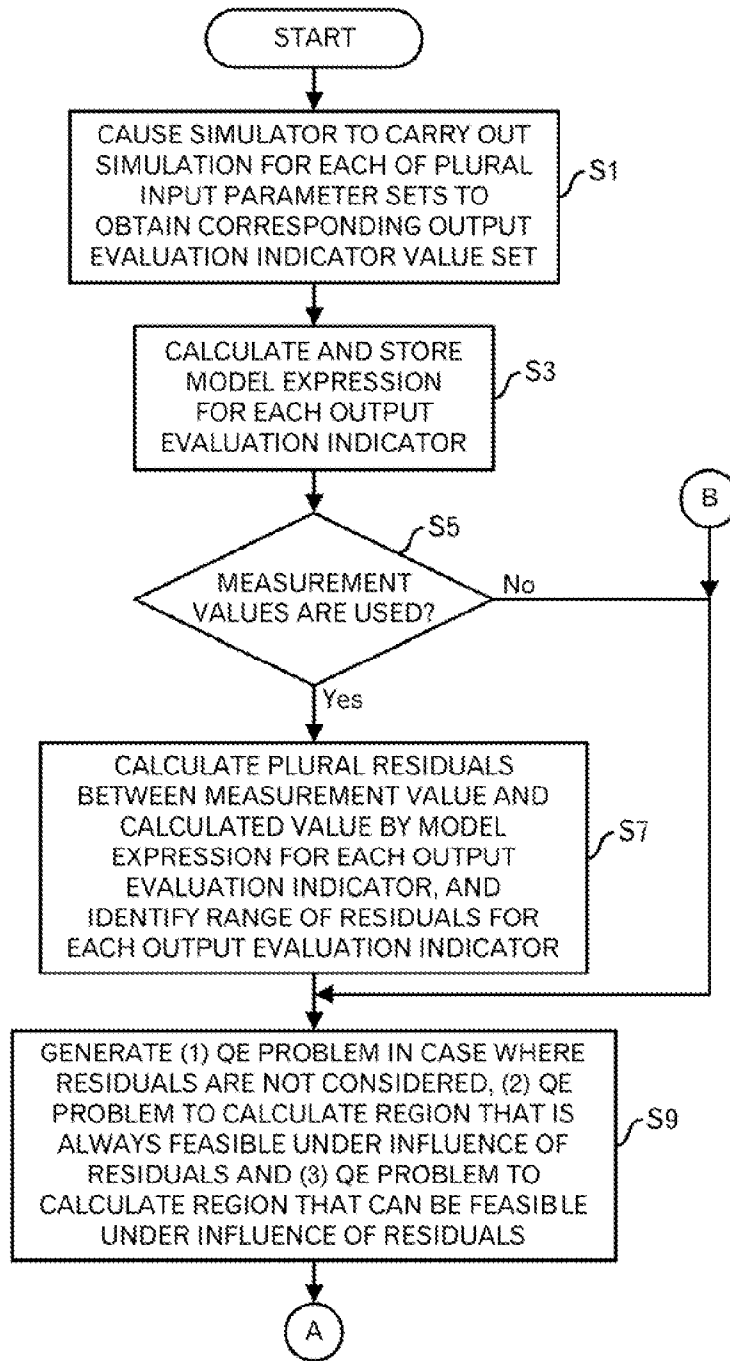 START
CAUSE SIMULATOR TO CARRY OUT
SIMULATION FOR EACH OF PLURAL
INPUT PARAMETER SETS TO
OBTAIN CORRESPONDING OUTPUT
EVALUATION INDICATOR VALUE SET
S1
CALCULATE AND STORE
MODEL EXPRESSION
FOR EACH OUTPUT
EVALUATION INDICATOR
S3
B
S5
MEASUREMENT
VALUES ARE USED?
No
Yes
CALCULATE PLURAL RESIDUALS
BETWEEN MEASUREMENT VALUE AND
CALCULATED VALUE BY MODEL
EXPRESSION FOR EACH OUTPUT
EVALUATION INDICATOR, AND
IDENTIFY RANGE OF RESIDUALS FOR
EACH OUTPUT EVALUATION INDICATOR
S7
GENERATE (1) QE PROBLEM IN CASE WHERE
RESIDUALS ARE NOT CONSIDERED, (2) QE
PROBLEM TO CALCULATE REGION THAT IS
ALWAYS FEASIBLE UNDER INFLUENCE OF
RESIDUALS AND (3) QE PROBLEM TO
CALCULATE REGION THAT CAN BE FEASIBLE
UNDER INFLUENCE OF RESIDUALS
S9
A